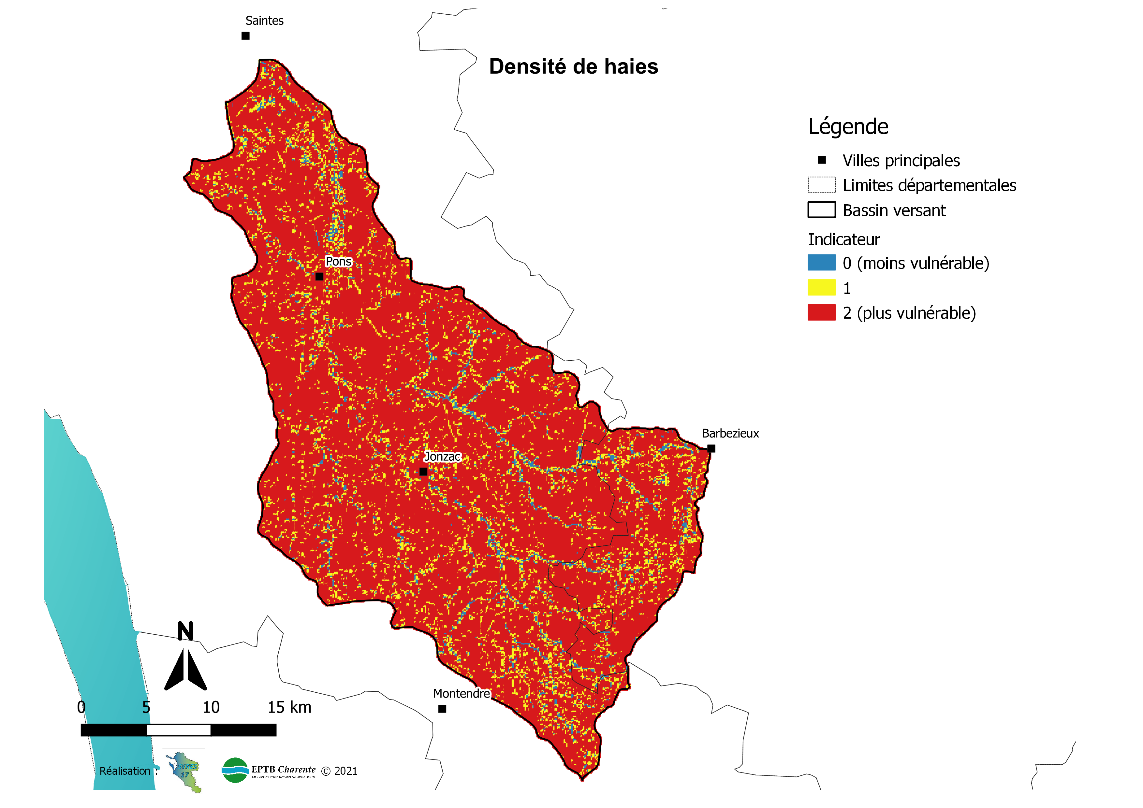 Saintes
Densité de haies
Légende
Villes principales
Limites départementales
Bassin versant
Indicateur
0 (moins vulnérable)
1
2 (plus vulnérable)
Pons
Barbezieux
Jonzac
N
Montendre
0 5 10 15 km
Réalisation :
EPTB Charente © 2021